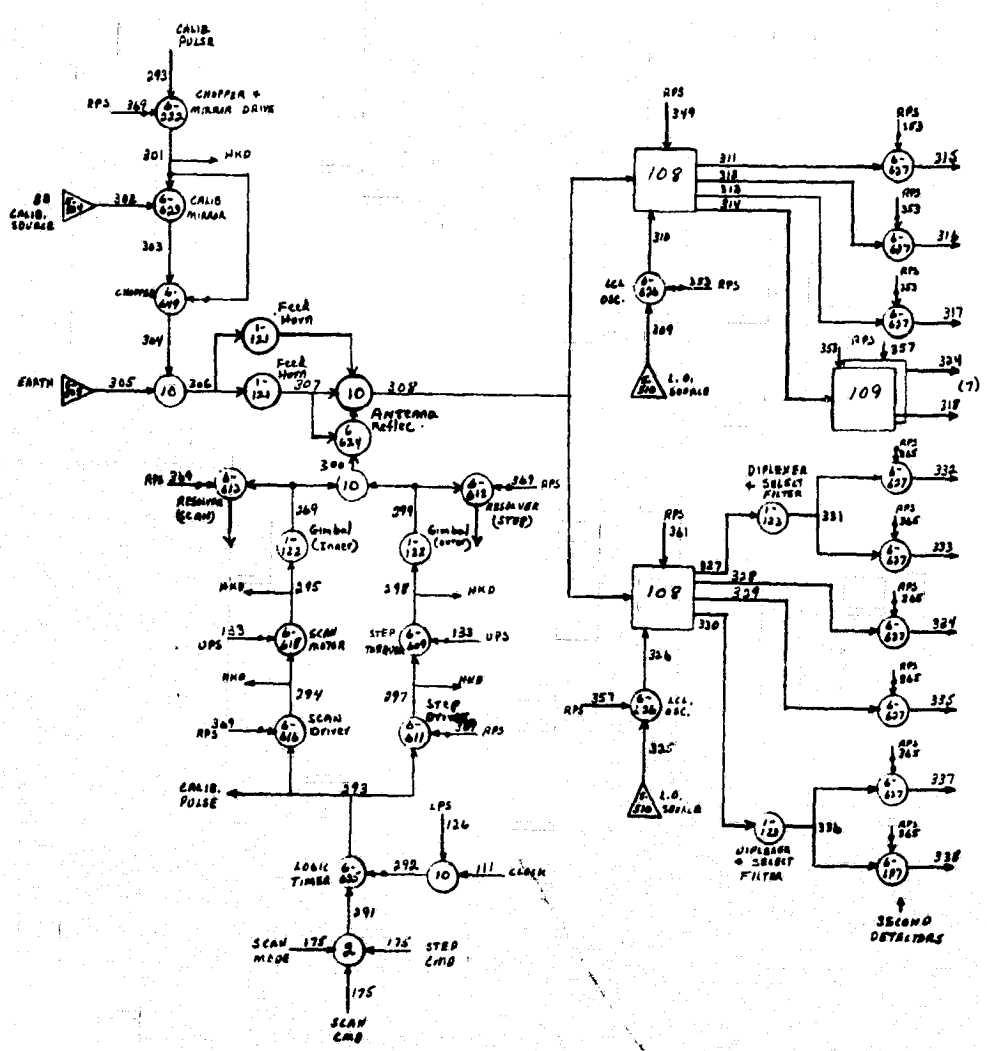 CALIB.
PULSE
293
RPS 369
6-
222
CHOPPER &
MIRROR DRIVE
301
HKD
BB
CALIB.
SOURCE
302
6-
623
CALIB
MIRROR
303
CHOPPER
6-
649
304
Feed
Horn
1-
121
EARTH
305
10
306
Feed
Horn
1-
121
307
10
308
ANTENNA
Reflec.
6
624
300
RPS 369
6-
612
RESOLVER
(SCAN)
10
6-
612
369 RPS
RESOLVER
(STEP)
269
299
1-
122
Gimbal
(Inner)
1-
122
Gimbal
(outer)
HKD
295
298
HKD
133
UPS
6-
618
SCAN
MOTOR
STEP
TORQUER
6-
609
133 UPS
HKD
294
297
HKD
369
RPS
6-
616
SCAN
Driver
STEP
Driver
6-
611
369
RPS
CALIB.
PULSE
293
LPS
126
LOGIC
TIMER
6-
625
292
10
111
CLOCK
291
SCAN
MODE
175
2
175
STEP
CMD
175
SCAN
CMD
RPS
349
108
311
312
313
314
310
LCL
OSC.
6-
626
353 RPS
309
5-
510
L.O.
SOURCE
RPS
353
6-
627
315
RPS
353
6-
627
316
RPS
353
6-
627
317
353
RPS
357
109
324
(7)
318
RPS
361
108
327
328
329
330
DIPLEXER
& SELECT
FILTER
1-
123
331
RPS
365
6-
627
332
RPS
365
6-
627
333
RPS
365
6-
627
334
RPS
365
6-
627
335
326
357
RPS
6-
626
LCL.
OSC.
325
5-
510
L.O.
SOURCE
1-
123
DIPLEXER
& SELECT
FILTER
336
RPS
365
6-
627
337
RPS
365
6-
338
SECOND
DETECTORS